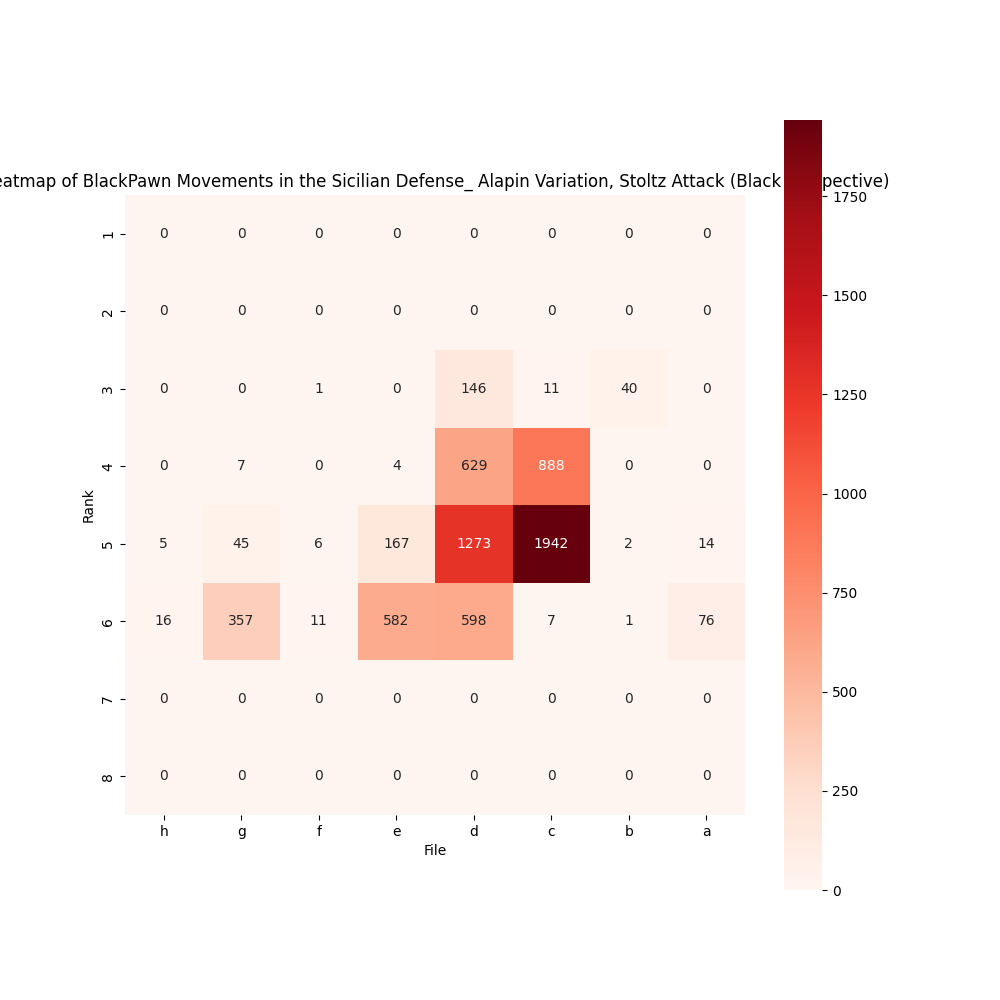 eatmap of BlackPawn Movements in the Sicilian Defense_ Alapin Variation, Stoltz Attack (Black pective)
1 0 0 0 0 0 0 0 0
2 0 0 0 0 0 0 0 0
3 0 0 1 0 146 11 40 0
4 0 7 0 4 629 888 0 0
5 5 45 6 167 1273 1942 2 14
6 16 357 11 582 598 7 1 76
7 0 0 0 0 0 0 0 0
8 0 0 0 0 0 0 0 0
Rank
h g f e d c b a
File
1750
1500
1250
1000
750
500
250
0